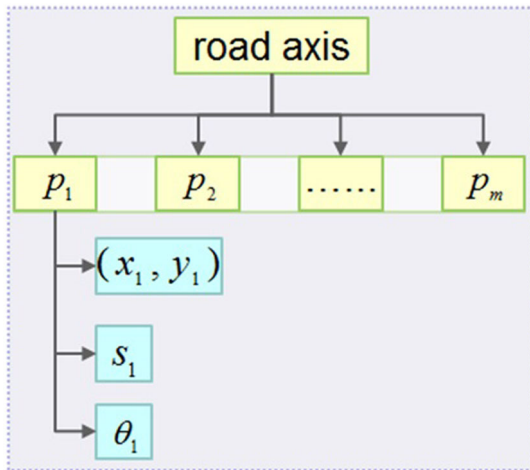 road axis
p₁ p₂ ...... pₘ
(x₁, y₁)
s₁
θ₁